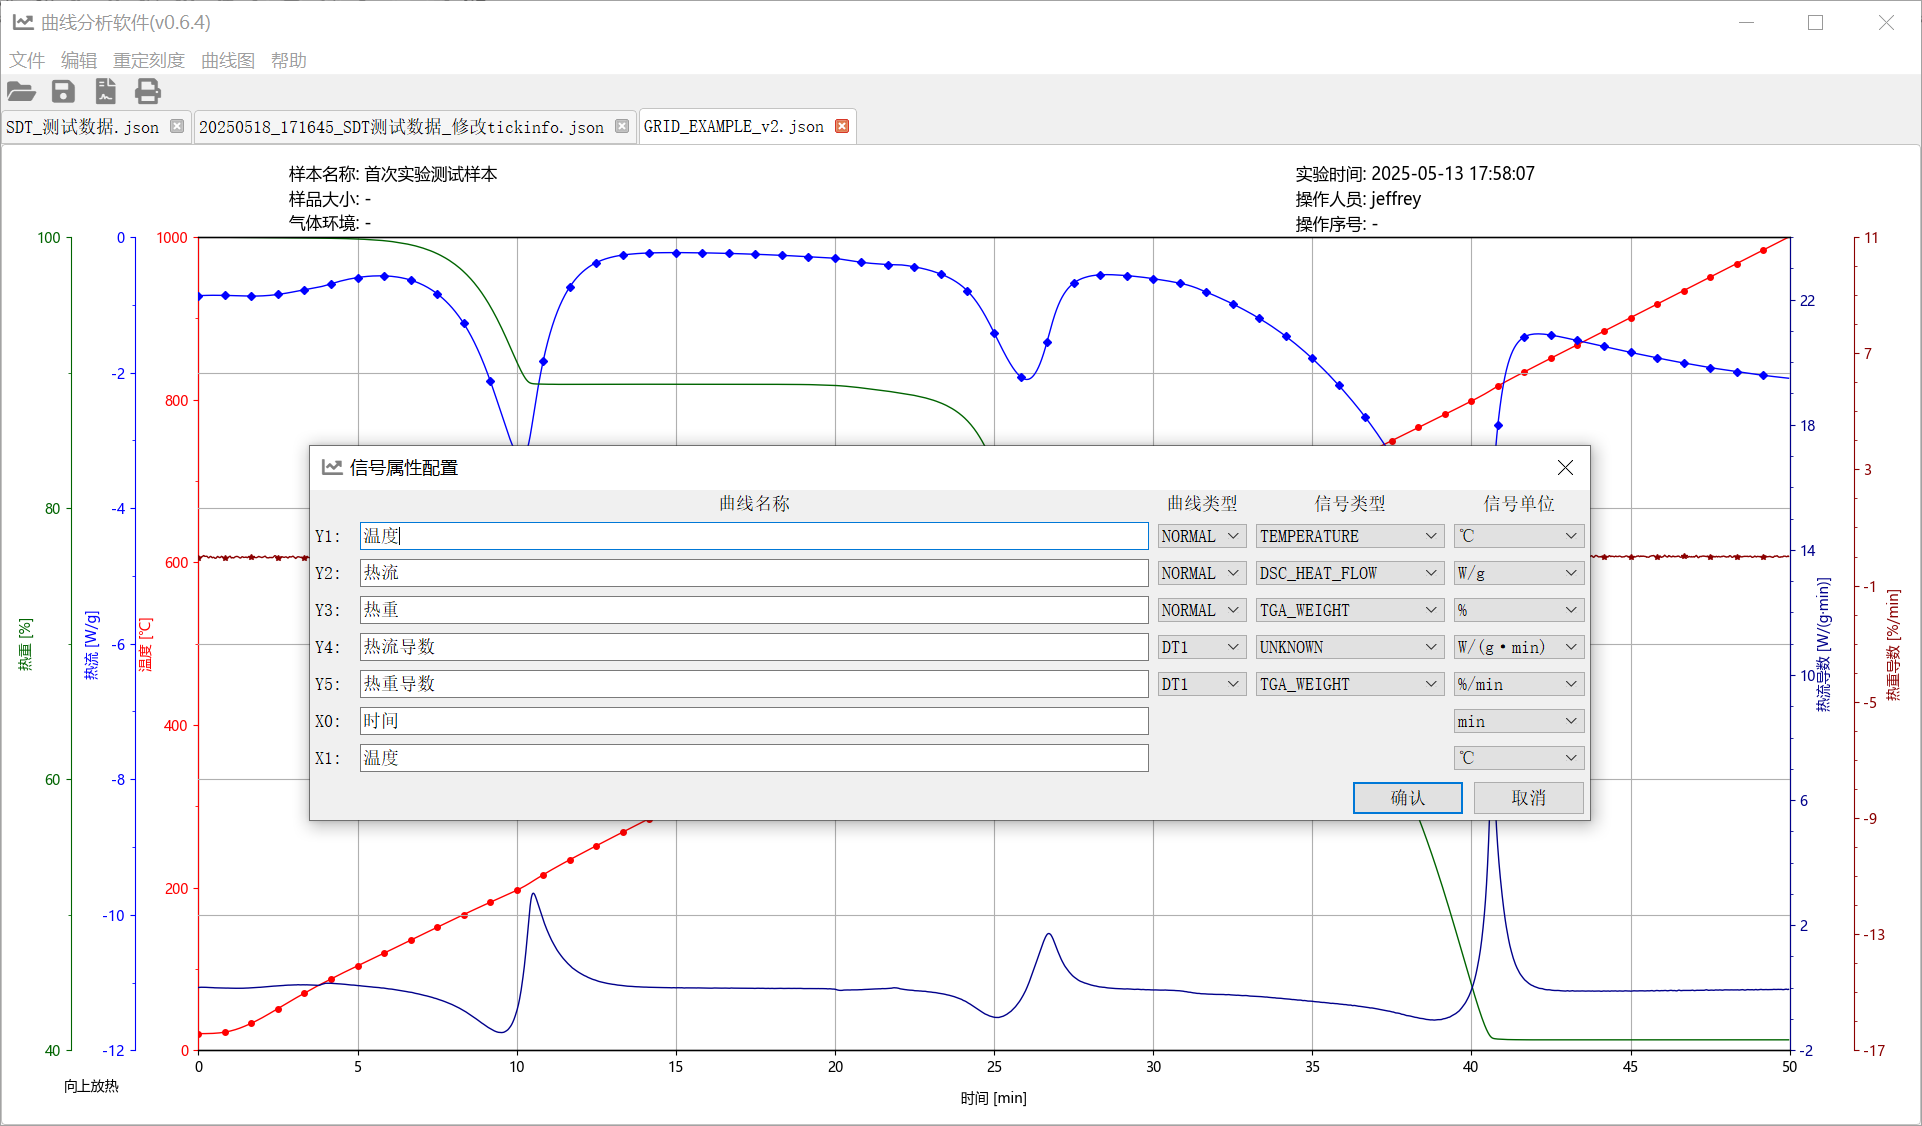 曲线分析软件(v0.6.4)
文件 编辑 重定刻度 曲线图 帮助
SDT_测试数据.json 20250518_171645_SDT测试数据_修改tickinfo.json GRID_EXAMPLE_v2.json
样本名称: 首次实验测试样本
样品大小: -
气体环境: -
实验时间: 2025-05-13 17:58:07
操作人员: jeffrey
操作序号: -
100
80
60
40
热重 [%]
0
-2
-4
-6
-8
-10
-12
热流 [W/g]
1000
800
600
400
200
0
温度 [℃]
信号属性配置
曲线名称 曲线类型 信号类型 信号单位
Y1: 温度 NORMAL TEMPERATURE ℃
Y2: 热流 NORMAL DSC_HEAT_FLOW W/g
Y3: 热重 NORMAL TGA_WEIGHT %
Y4: 热流导数 DT1 UNKNOWN W/(g·min)
Y5: 热重导数 DT1 TGA_WEIGHT %/min
X0: 时间 min
X1: 温度 ℃
确认 取消
22
18
14
10
6
2
-2
热流导数 [W/(g·min)]
11
7
3
-1
-5
-9
-13
-17
热重导数 [%/min]
0 5 10 15 20 25 30 35 40 45 50
向上放热
时间 [min]